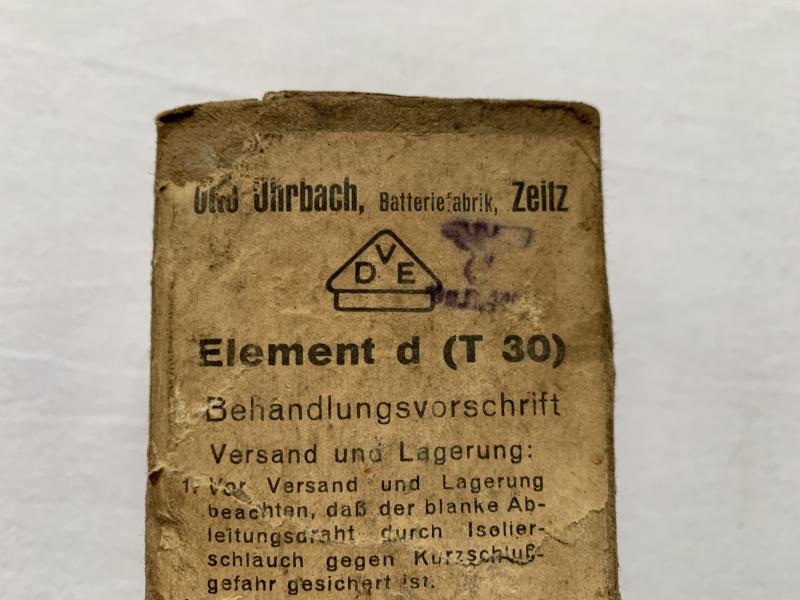 Otto Ohrbach, Batteriefabrik, Zeitz
VDE
Element d (T 30)
Behandlungsvorschrift
Versand und Lagerung:
1. Vor Versand und Lagerung
beachten, daß der blanke Ab-
leitungsdraht durch Isolier-
schlauch gegen Kurzschluß-
gefahr gesichert ist.